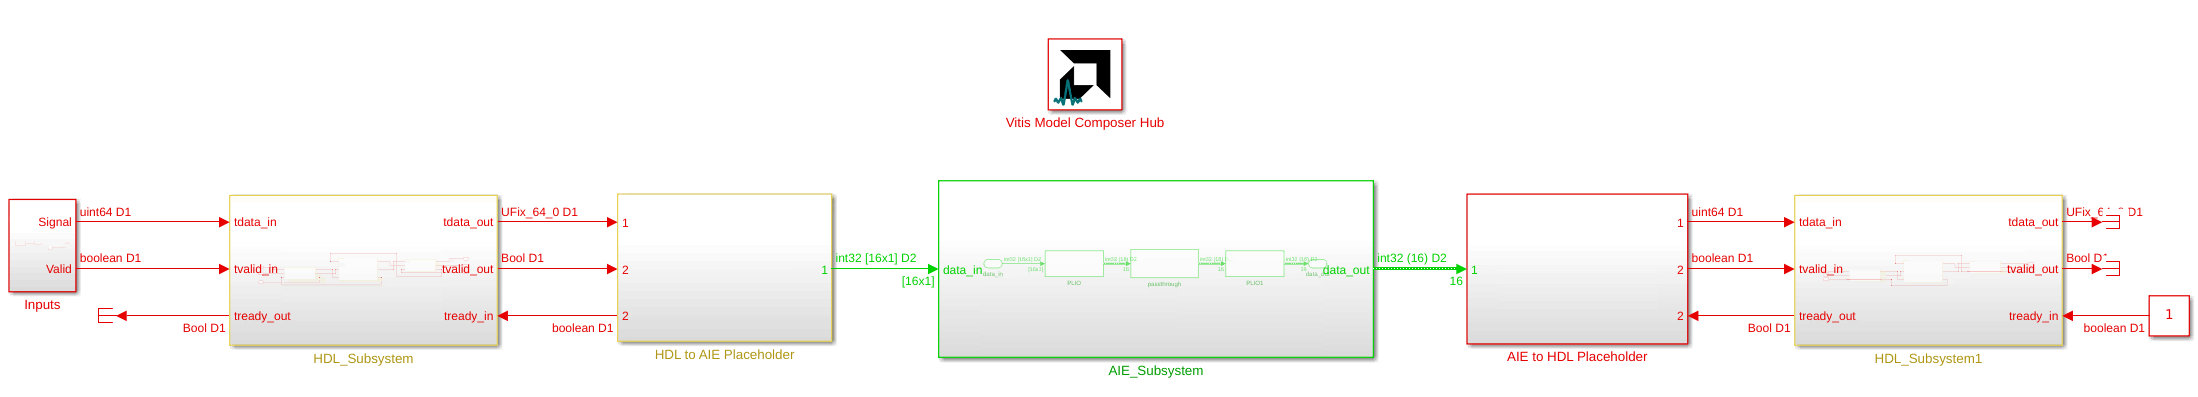 Vitis Model Composer Hub
Signal
Valid
Inputs
uint64 D1
boolean D1
Bool D1
tdata_in
tvalid_in
tready_out
tdata_out
tvalid_out
tready_in
HDL_Subsystem
UFix_64_0 D1
Bool D1
boolean D1
1
2
2
1
HDL to AIE Placeholder
int32 [16x1] D2
[16x1]
data_in
PLIO
passthrough
PLIO1
data_out
AIE_Subsystem
int32 (16) D2
16
1
1
2
2
AIE to HDL Placeholder
uint64 D1
boolean D1
Bool D1
tdata_in
tvalid_in
tready_out
tdata_out
tvalid_out
tready_in
HDL_Subsystem1
D1
Bool
boolean D1
1